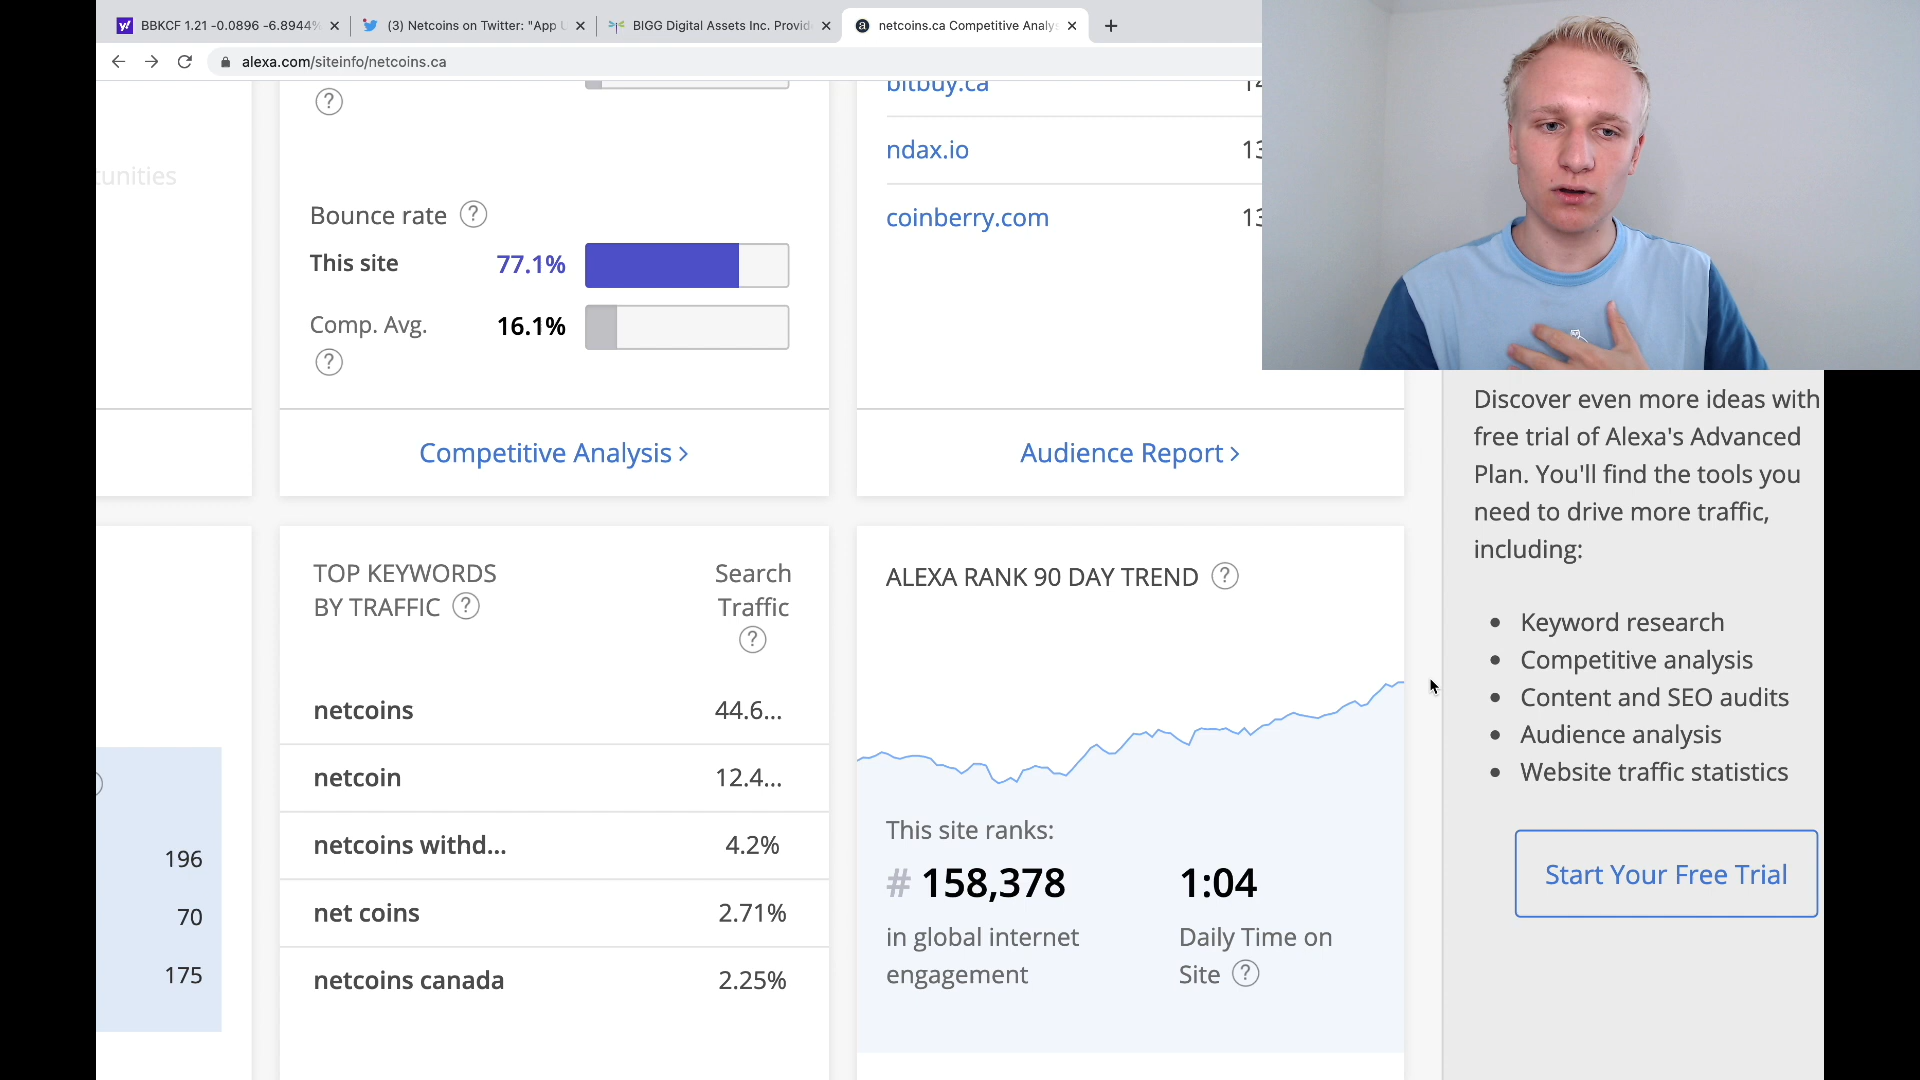 BBKCF 1.21 -0.0896 -6.8944%
(3) Netcoins on Twitter: "App U
BIGG Digital Assets Inc. Provid
netcoins.ca Competitive Analy
alexa.com/siteinfo/netcoins.ca
bitbuy.ca 14
ndax.io 13
coinberry.com 13
tunities
Bounce rate ?
This site 77.1%
Comp. Avg. 16.1%
?
Competitive Analysis >
Audience Report >
TOP KEYWORDS
BY TRAFFIC ?
Search
Traffic
?
netcoins 44.6...
netcoin 12.4...
netcoins withd... 4.2%
net coins 2.71%
netcoins canada 2.25%
196
70
175
ALEXA RANK 90 DAY TREND ?
This site ranks:
# 158,378
in global internet
engagement
1:04
Daily Time on
Site ?
Discover even more ideas with
free trial of Alexa's Advanced
Plan. You'll find the tools you
need to drive more traffic,
including:
• Keyword research
• Competitive analysis
• Content and SEO audits
• Audience analysis
• Website traffic statistics
Start Your Free Trial